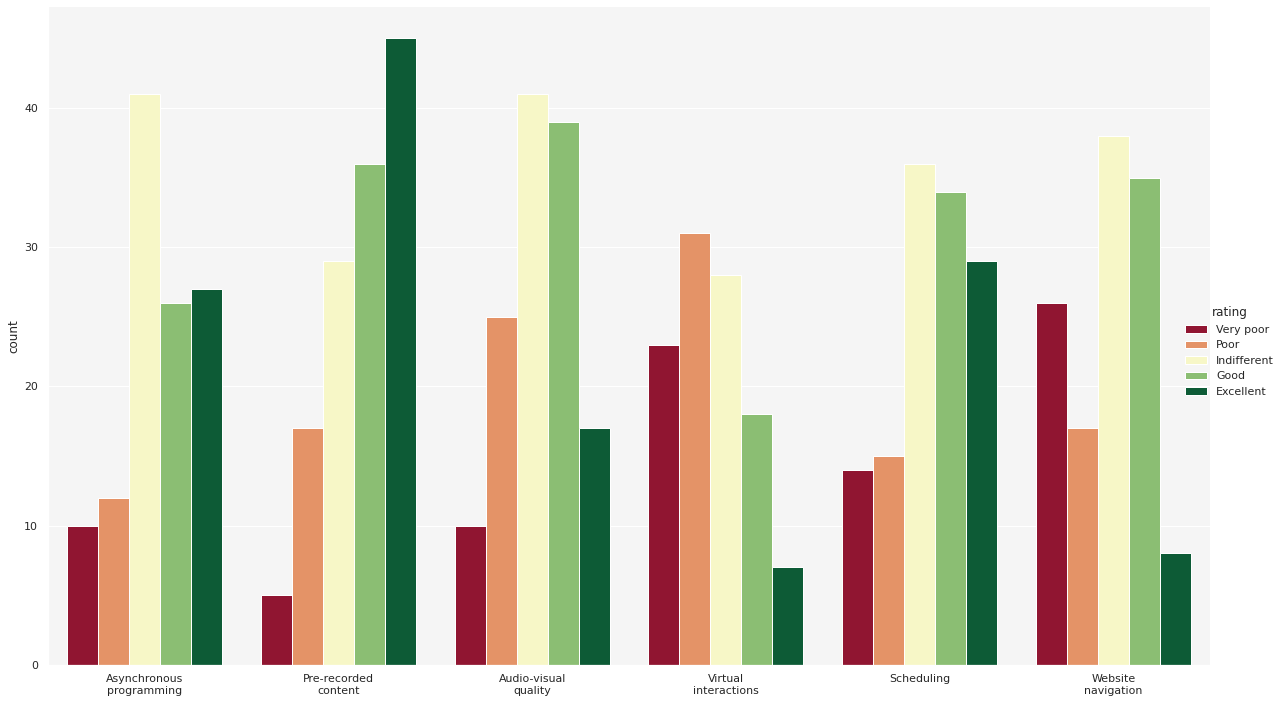 count
40
30
20
10
0
Asynchronous
programming
Pre-recorded
content
Audio-visual
quality
Virtual
interactions
Scheduling
Website
navigation
rating
Very poor
Poor
Indifferent
Good
Excellent